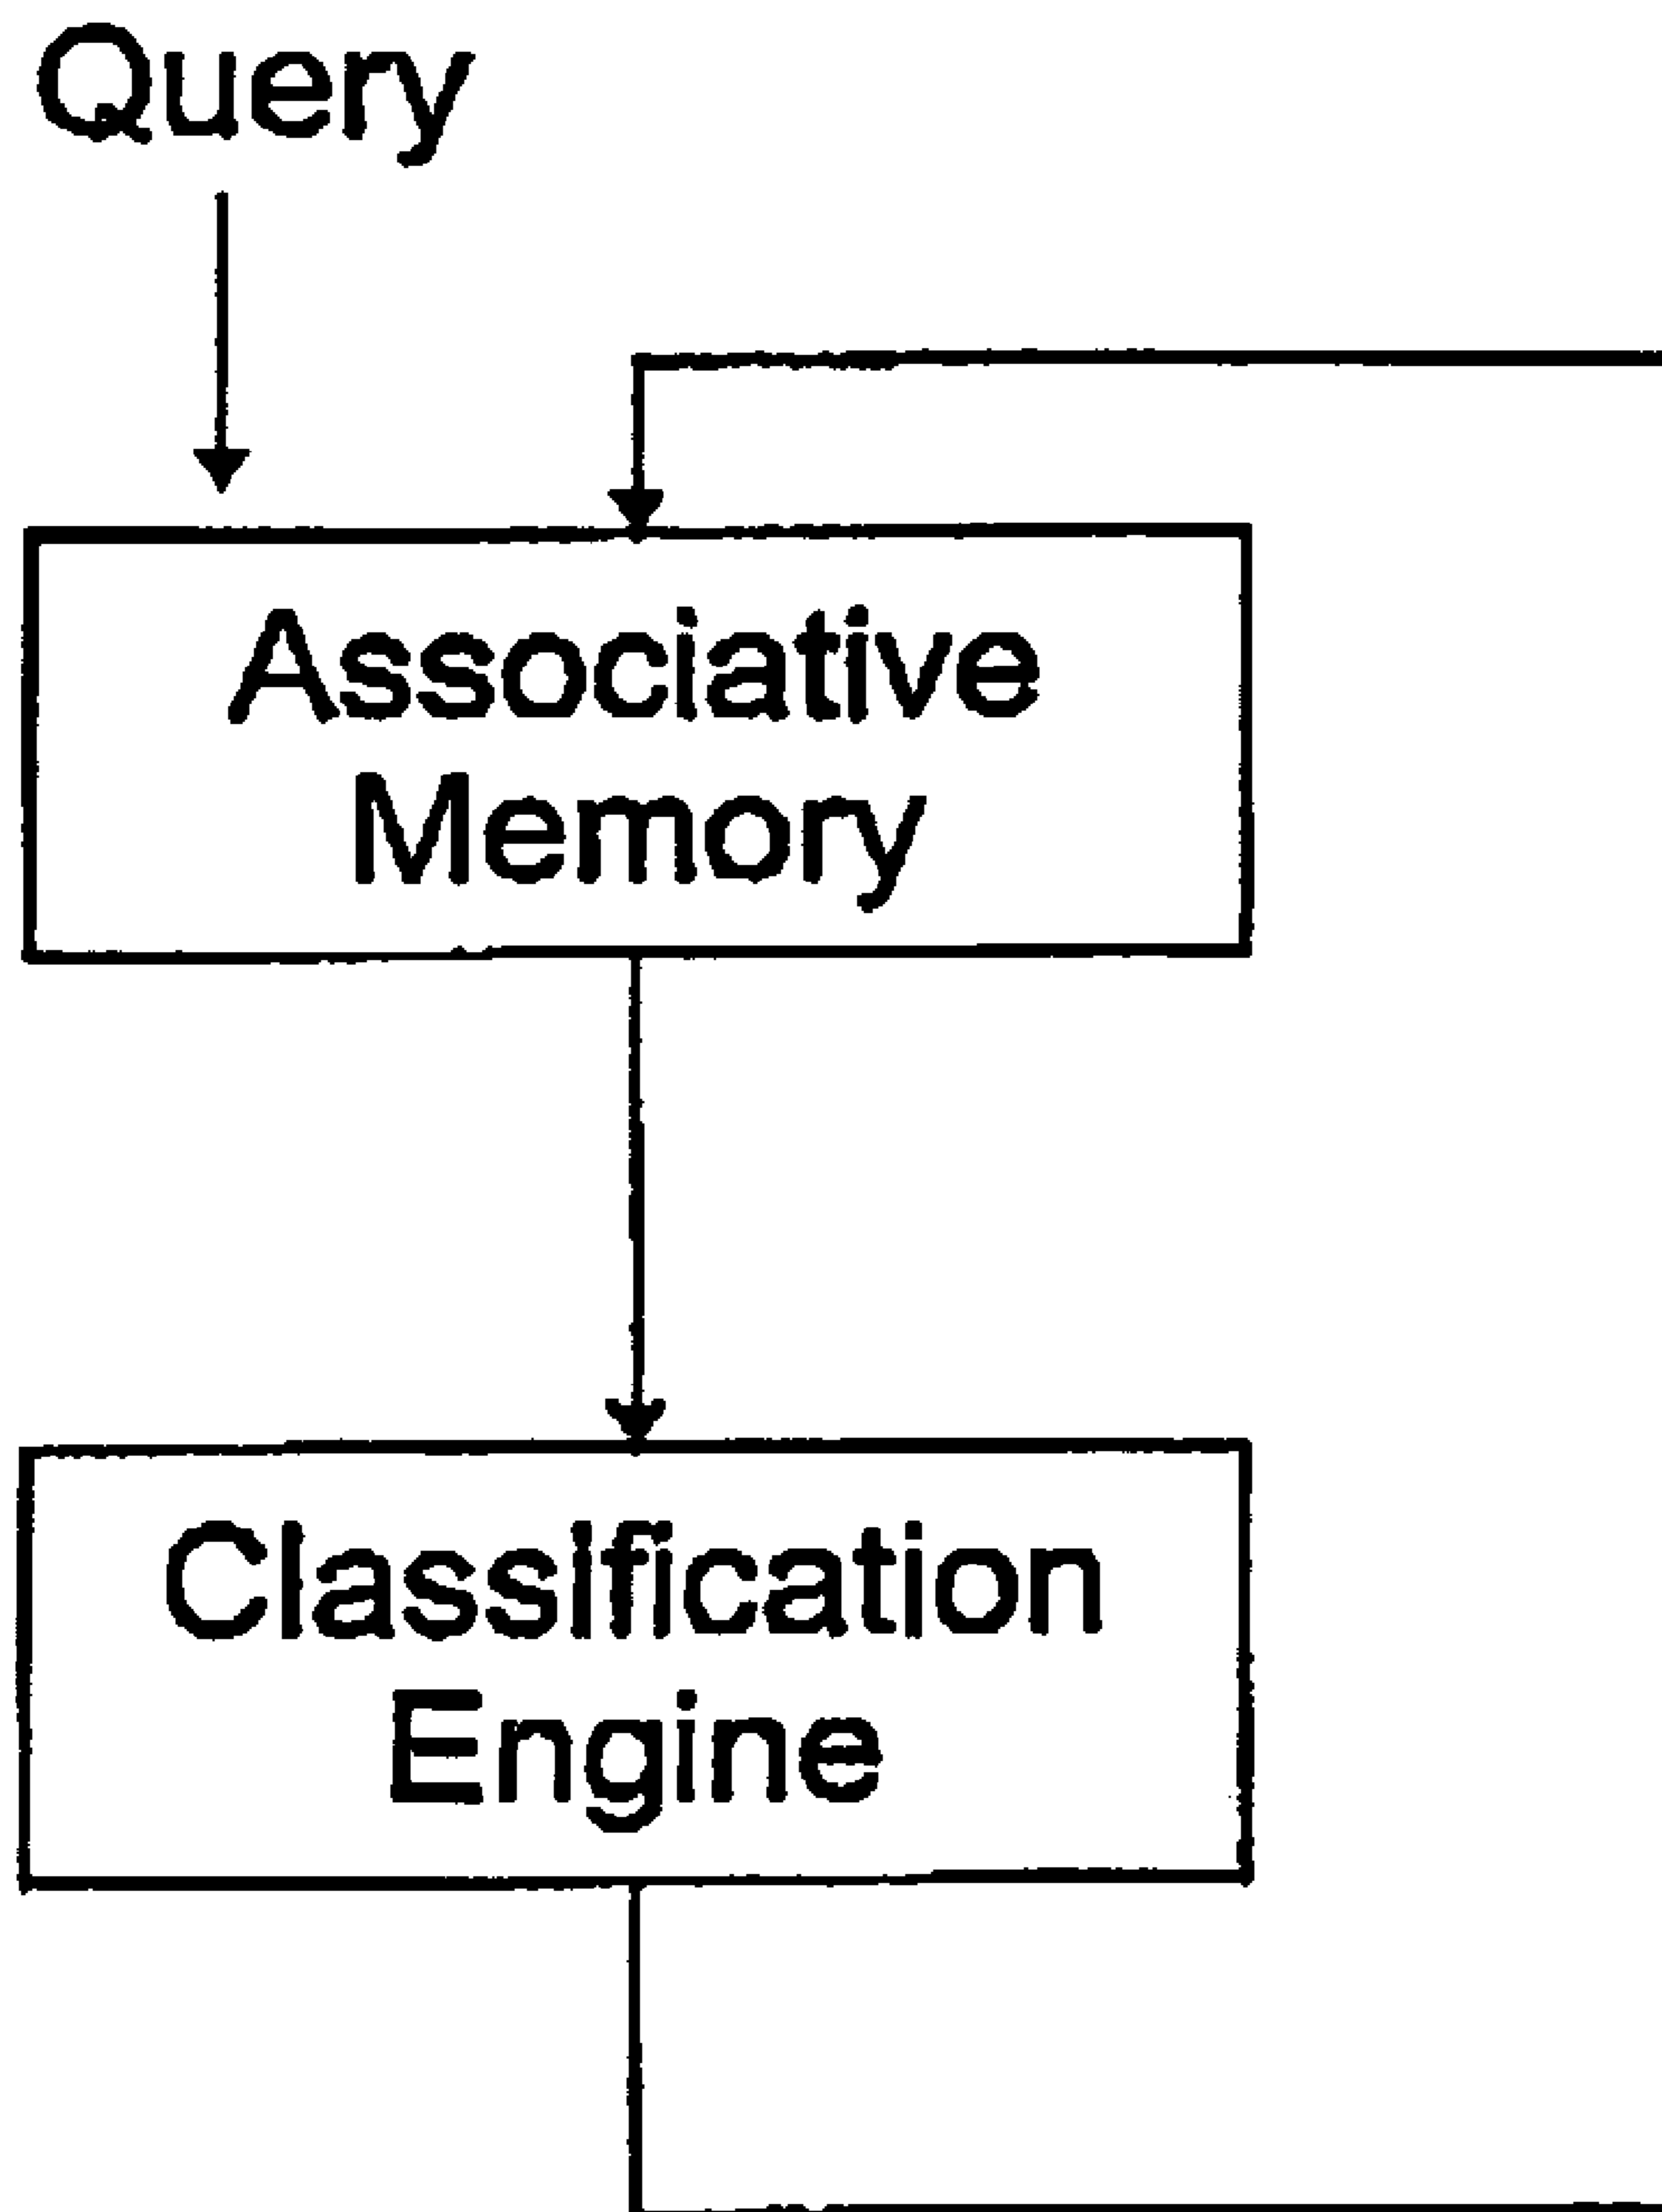 Query
Associative
Memory
Classification
Engine